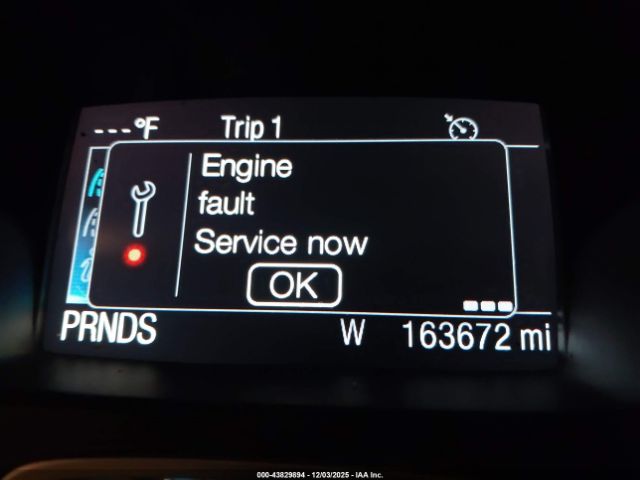 ---°F Trip 1
Engine
fault
Service now
OK
PRNDS W 163672 mi
000-43829894 - 12/03/2025 - IAA Inc.